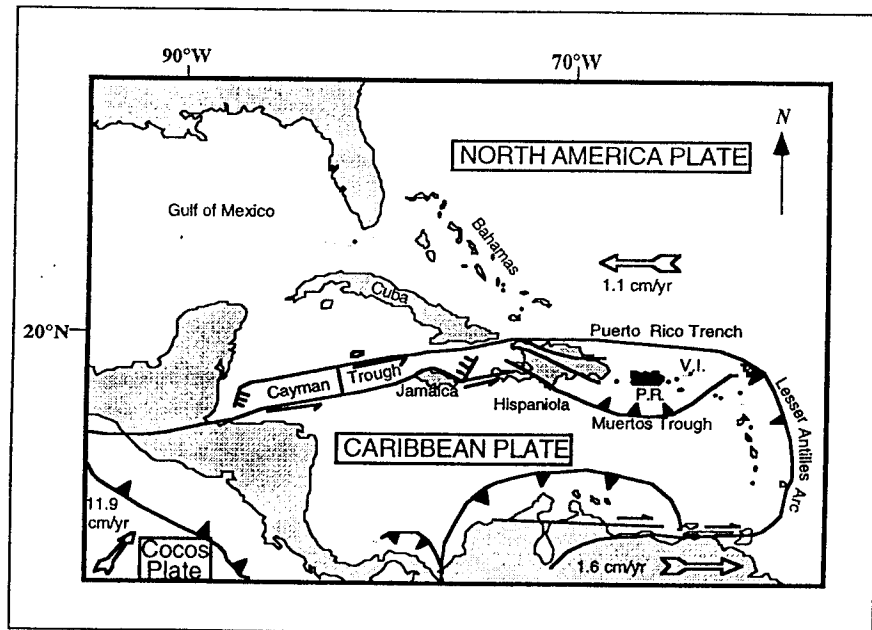 90°W
70°W
N
NORTH AMERICA PLATE
Gulf of Mexico
Bahamas
1.1 cm/yr
Cuba
20°N
Puerto Rico Trench
V.I.
Cayman Trough
P.R.
Jamaica
Hispaniola
Muertos Trough
Lesser Antilles Arc
CARIBBEAN PLATE
11.9
cm/yr
Cocos
Plate
1.6 cm/yr